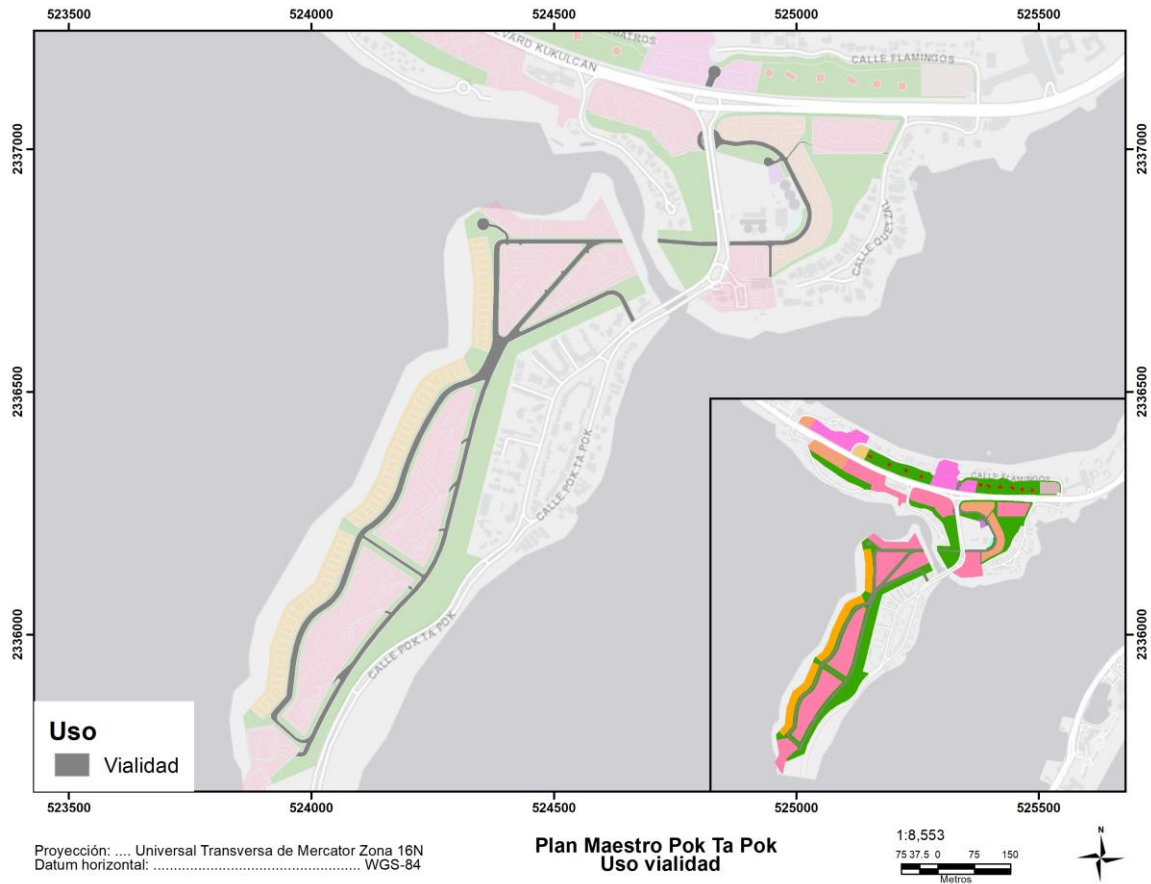 523500 524000 524500 525000 525500
2337000
2336500
2336000
2337000
2336500
2336000
VARD KUKULCAN
BATROS
CALLE FLAMINGOS
CALLE QUETZAL
CALLE POK TA POK
CALLE POK TA POK
CALLE FLAMINGOS
Uso
Vialidad
523500 524000 524500 525000 525500
Proyección: .... Universal Transversa de Mercator Zona 16N
Datum horizontal: .................................................. WGS-84
Plan Maestro Pok Ta Pok
Uso vialidad
1:8,553
75 37.5 0 75 150
Metros
N